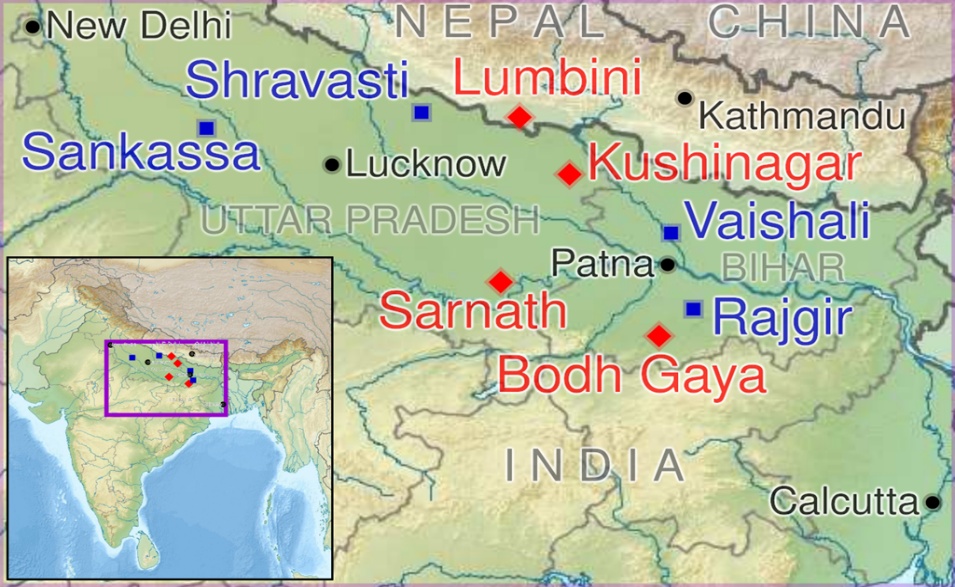 New Delhi
NEPAL
CHINA
Shravasti
Lumbini
Kathmandu
Sankassa
Lucknow
Kushinagar
UTTAR PRADESH
Vaishali
Patna
BIHAR
Sarnath
Rajgir
Bodh Gaya
INDIA
Calcutta